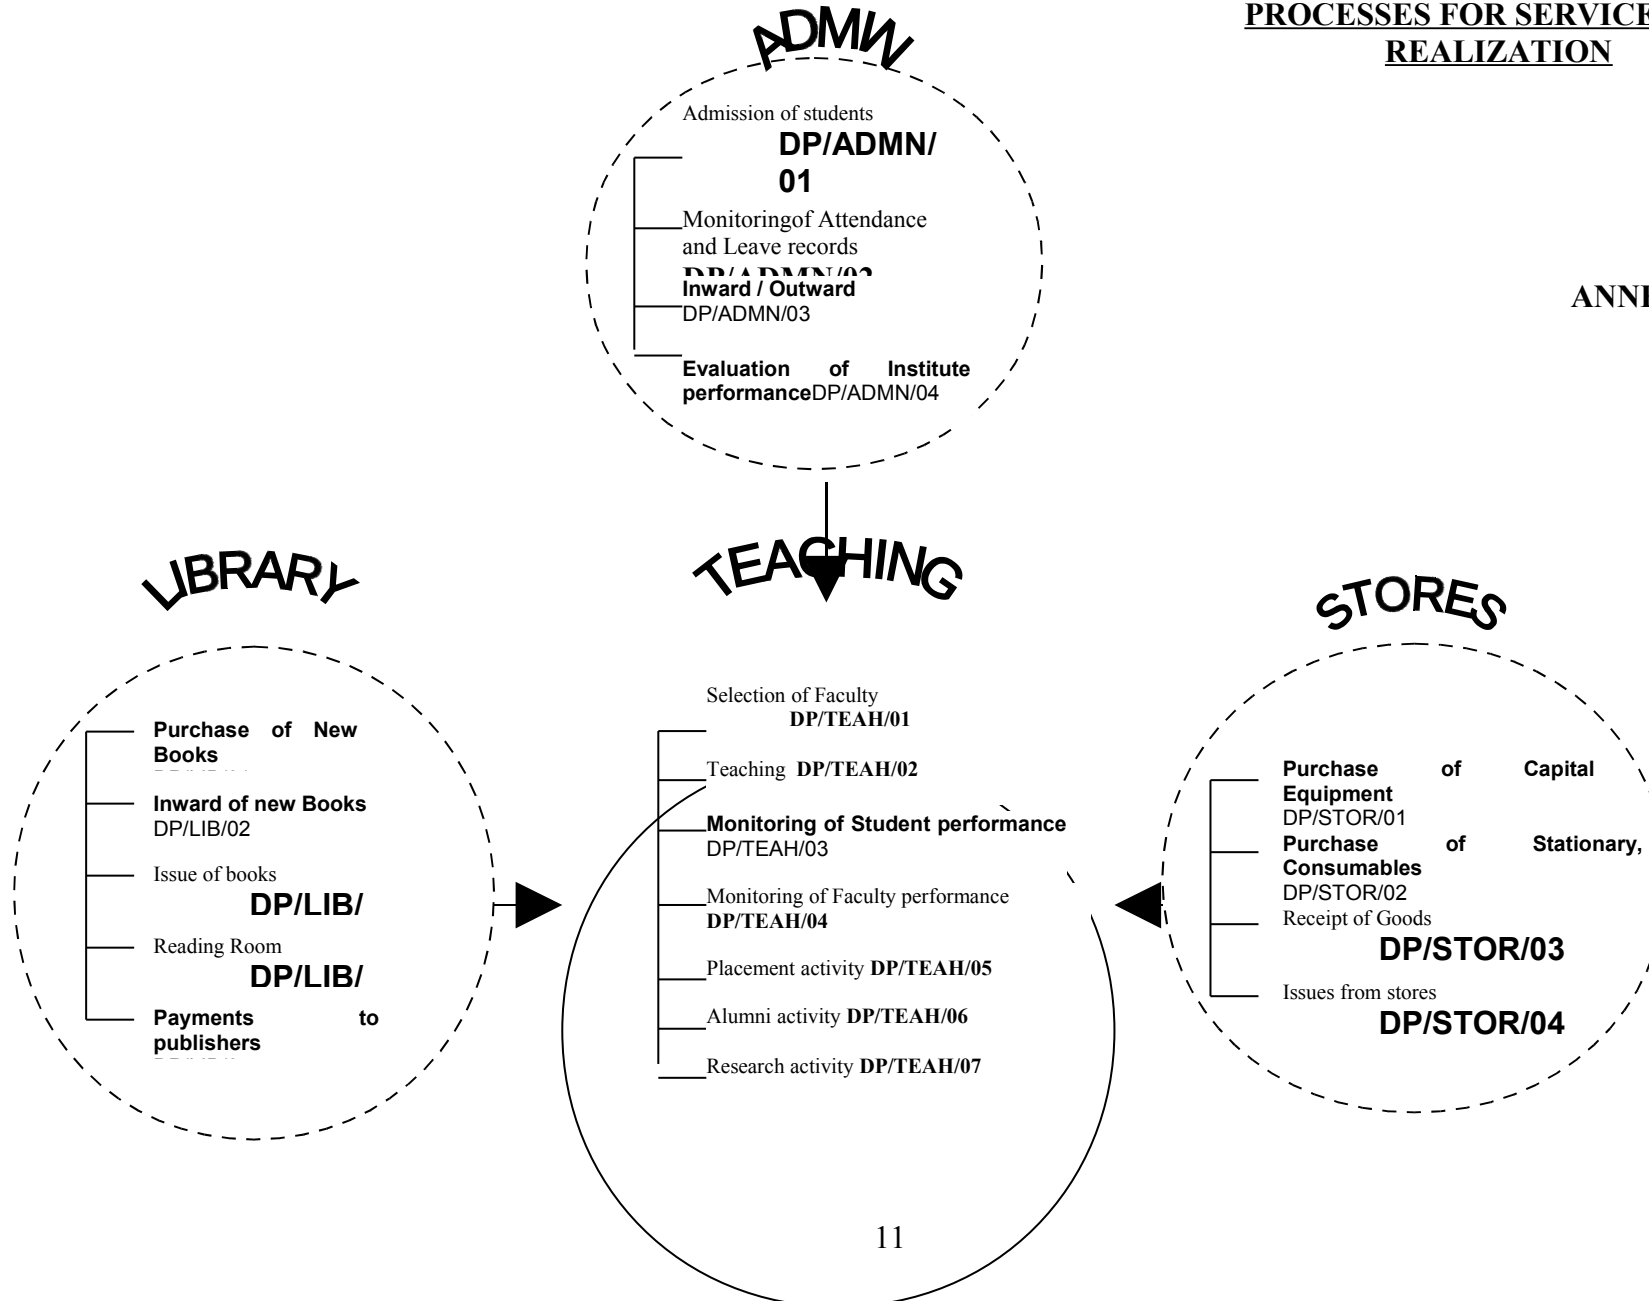 PROCESSES FOR SERVICE
REALIZATION
ADMN
Admission of students
DP/ADMN/
01
Monitoringof Attendance
and Leave records
DP/ADMN/02
Inward / Outward
DP/ADMN/03
Evaluation of Institute
performanceDP/ADMN/04
LIBRARY
Purchase of New
Books
Inward of new Books
DP/LIB/02
Issue of books
DP/LIB/
Reading Room
DP/LIB/
Payments to
publishers
TEACHING
Selection of Faculty
DP/TEAH/01
Teaching DP/TEAH/02
Monitoring of Student performance
DP/TEAH/03
Monitoring of Faculty performance
DP/TEAH/04
Placement activity DP/TEAH/05
Alumni activity DP/TEAH/06
Research activity DP/TEAH/07
STORES
Purchase of Capital
Equipment
DP/STOR/01
Purchase of Stationary,
Consumables
DP/STOR/02
Receipt of Goods
DP/STOR/03
Issues from stores
DP/STOR/04
11